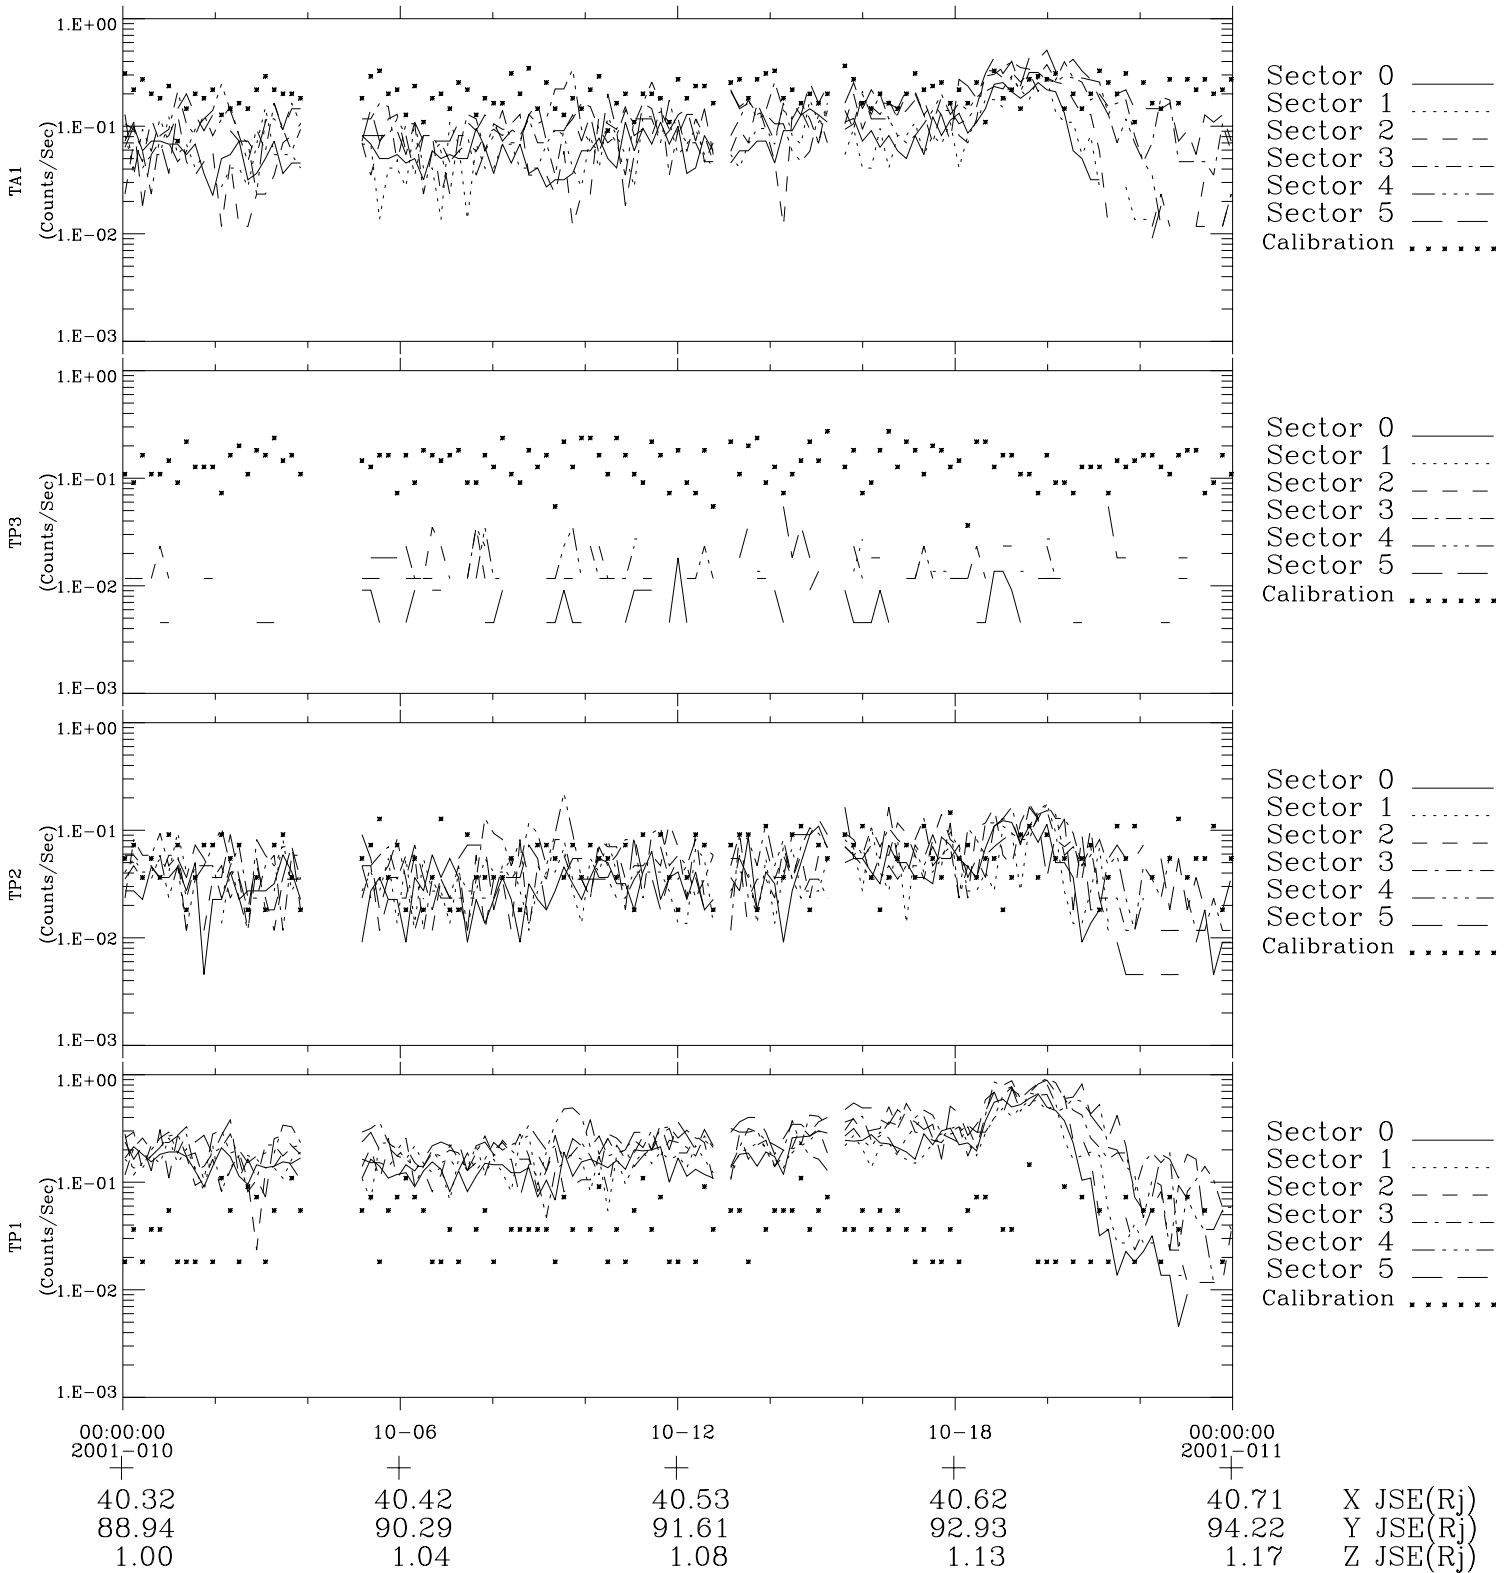 1.E+00
1.E-01
1.E-02
1.E-03
TA1
(Counts/Sec)
Sector 0
Sector 1
Sector 2
Sector 3
Sector 4
Sector 5
Calibration
1.E+00
1.E-01
1.E-02
1.E-03
TP3
(Counts/Sec)
Sector 0
Sector 1
Sector 2
Sector 3
Sector 4
Sector 5
Calibration
1.E+00
1.E-01
1.E-02
1.E-03
TP2
(Counts/Sec)
Sector 0
Sector 1
Sector 2
Sector 3
Sector 4
Sector 5
Calibration
1.E+00
1.E-01
1.E-02
1.E-03
TP1
(Counts/Sec)
Sector 0
Sector 1
Sector 2
Sector 3
Sector 4
Sector 5
Calibration
00:00:00 10-06 10-12 10-18 00:00:00
2001-010 2001-011
40.32 40.42 40.53 40.62 40.71 X JSE(Rj)
88.94 90.29 91.61 92.93 94.22 Y JSE(Rj)
1.00 1.04 1.08 1.13 1.17 Z JSE(Rj)